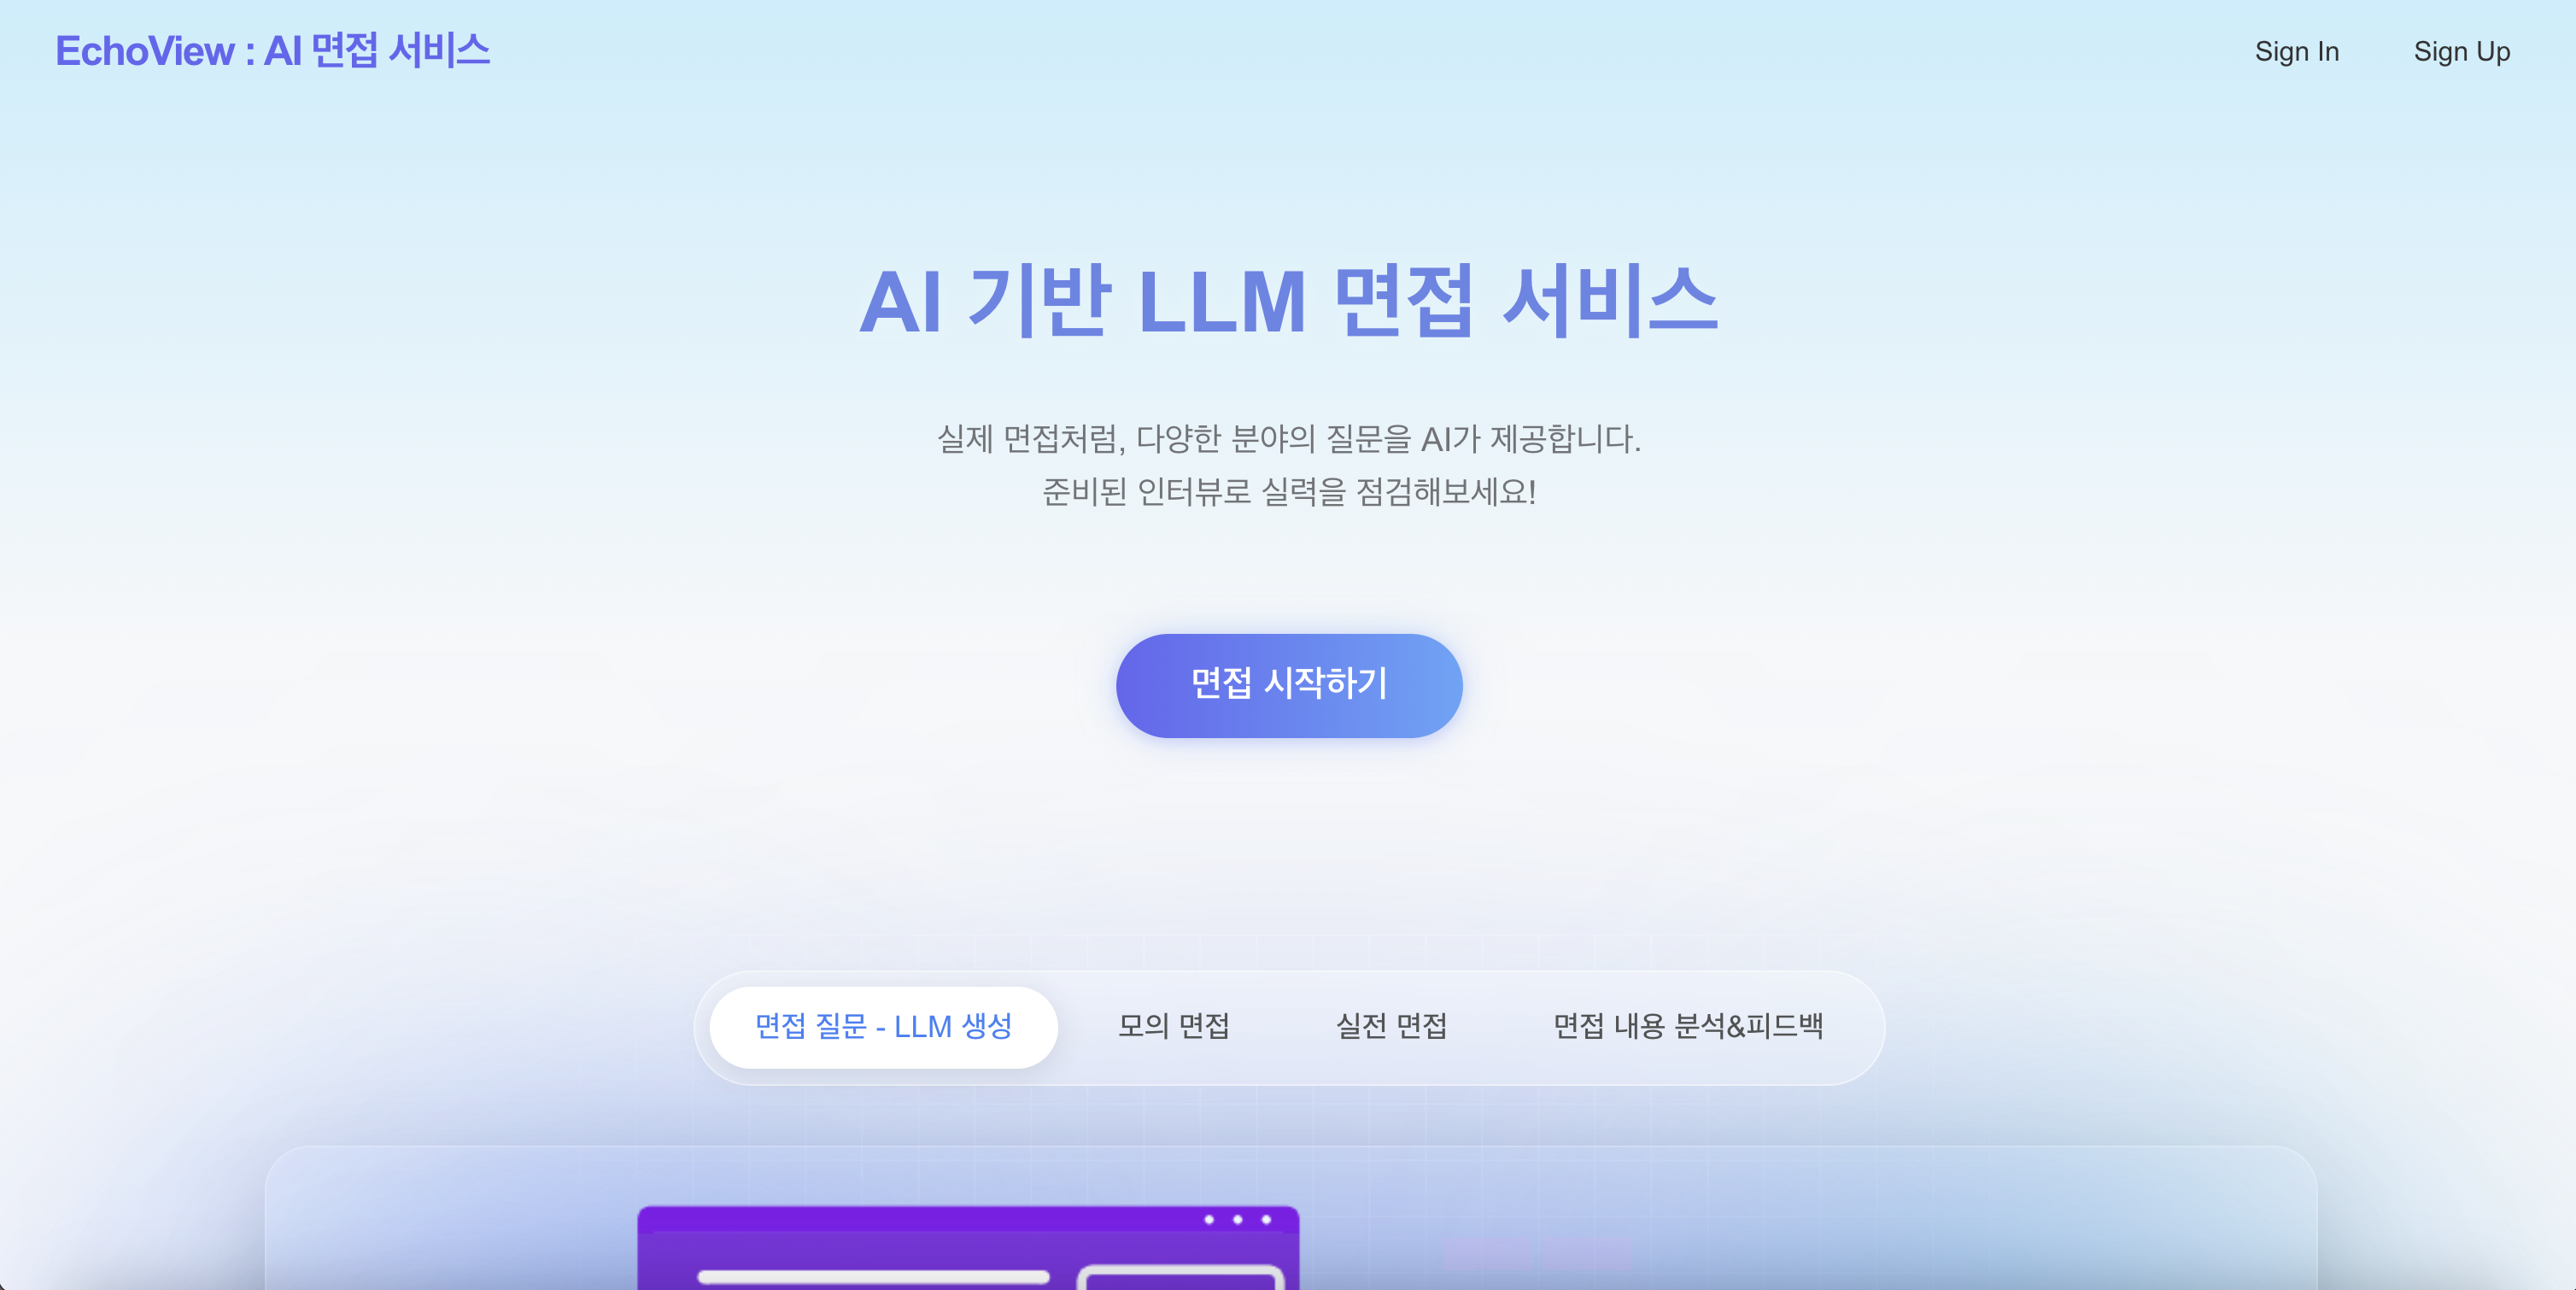 EchoView : AI 면접 서비스
Sign In
Sign Up
AI 기반 LLM 면접 서비스
실제 면접처럼, 다양한 분야의 질문을 AI가 제공합니다.
준비된 인터뷰로 실력을 점검해보세요!
면접 시작하기
면접 질문 - LLM 생성
모의 면접
실전 면접
면접 내용 분석&피드백